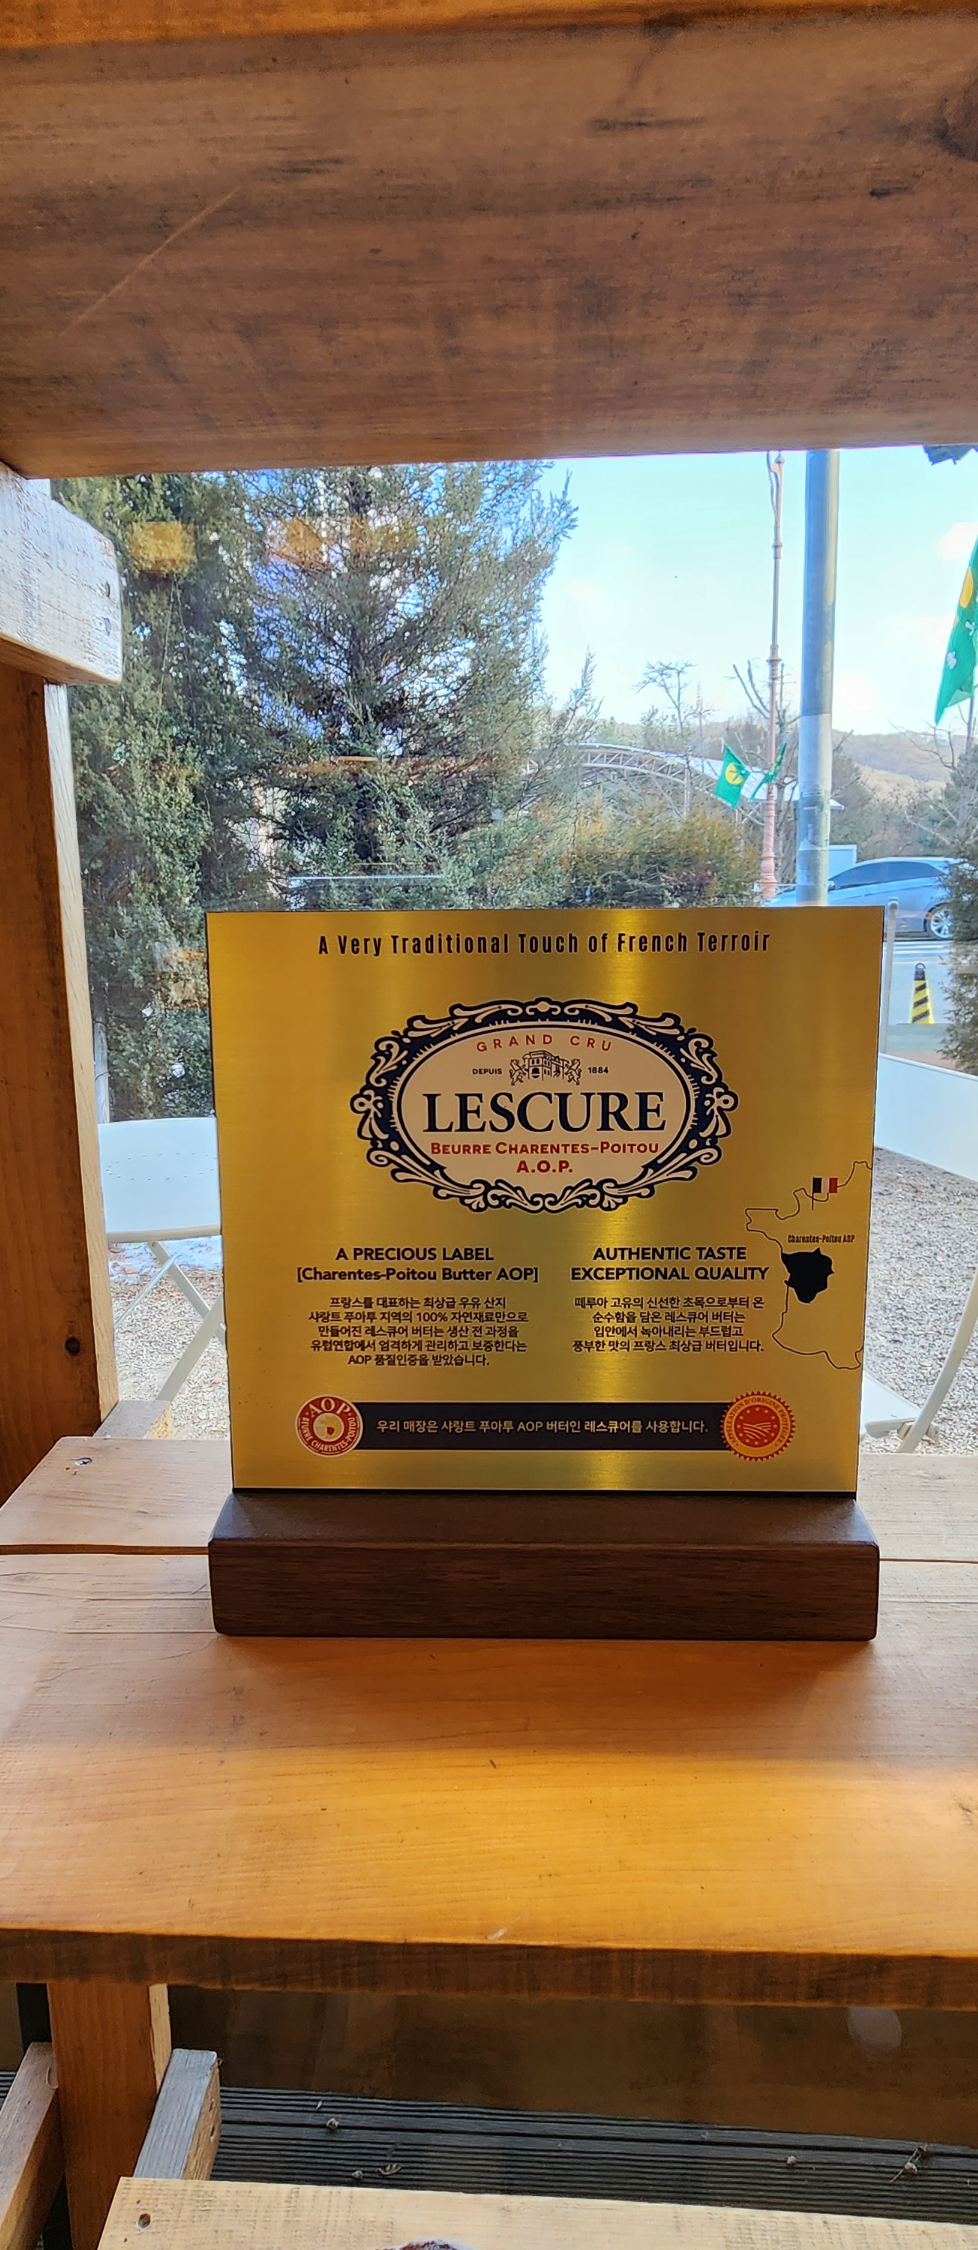 A Very Traditional Touch of French Terroir
GRAND CRU
DEPUIS 1884
LESCURE
BEURRE CHARENTES-POITOU
A.O.P.
Charentes-Poitou AOP
A PRECIOUS LABEL
[Charentes-Poitou Butter AOP]
프랑스를 대표하는 최상급 우유 산지
샤랑트 푸아투 지역의 100% 자연재료만으로
만들어진 레스큐어 버터는 생산 전 과정을
유럽연합에서 엄격하게 관리하고 보증한다는
AOP 품질인증을 받았습니다.
AUTHENTIC TASTE
EXCEPTIONAL QUALITY
떼루아 고유의 신선한 초목으로부터 온
순수함을 담은 레스큐어 버터는
입안에서 녹아내리는 부드럽고
풍부한 맛의 프랑스 최상급 버터입니다.
AOP
BEURRE CHARENTES-POITOU
우리 매장은 샤랑트 푸아투 AOP 버터인 레스큐어를 사용합니다.